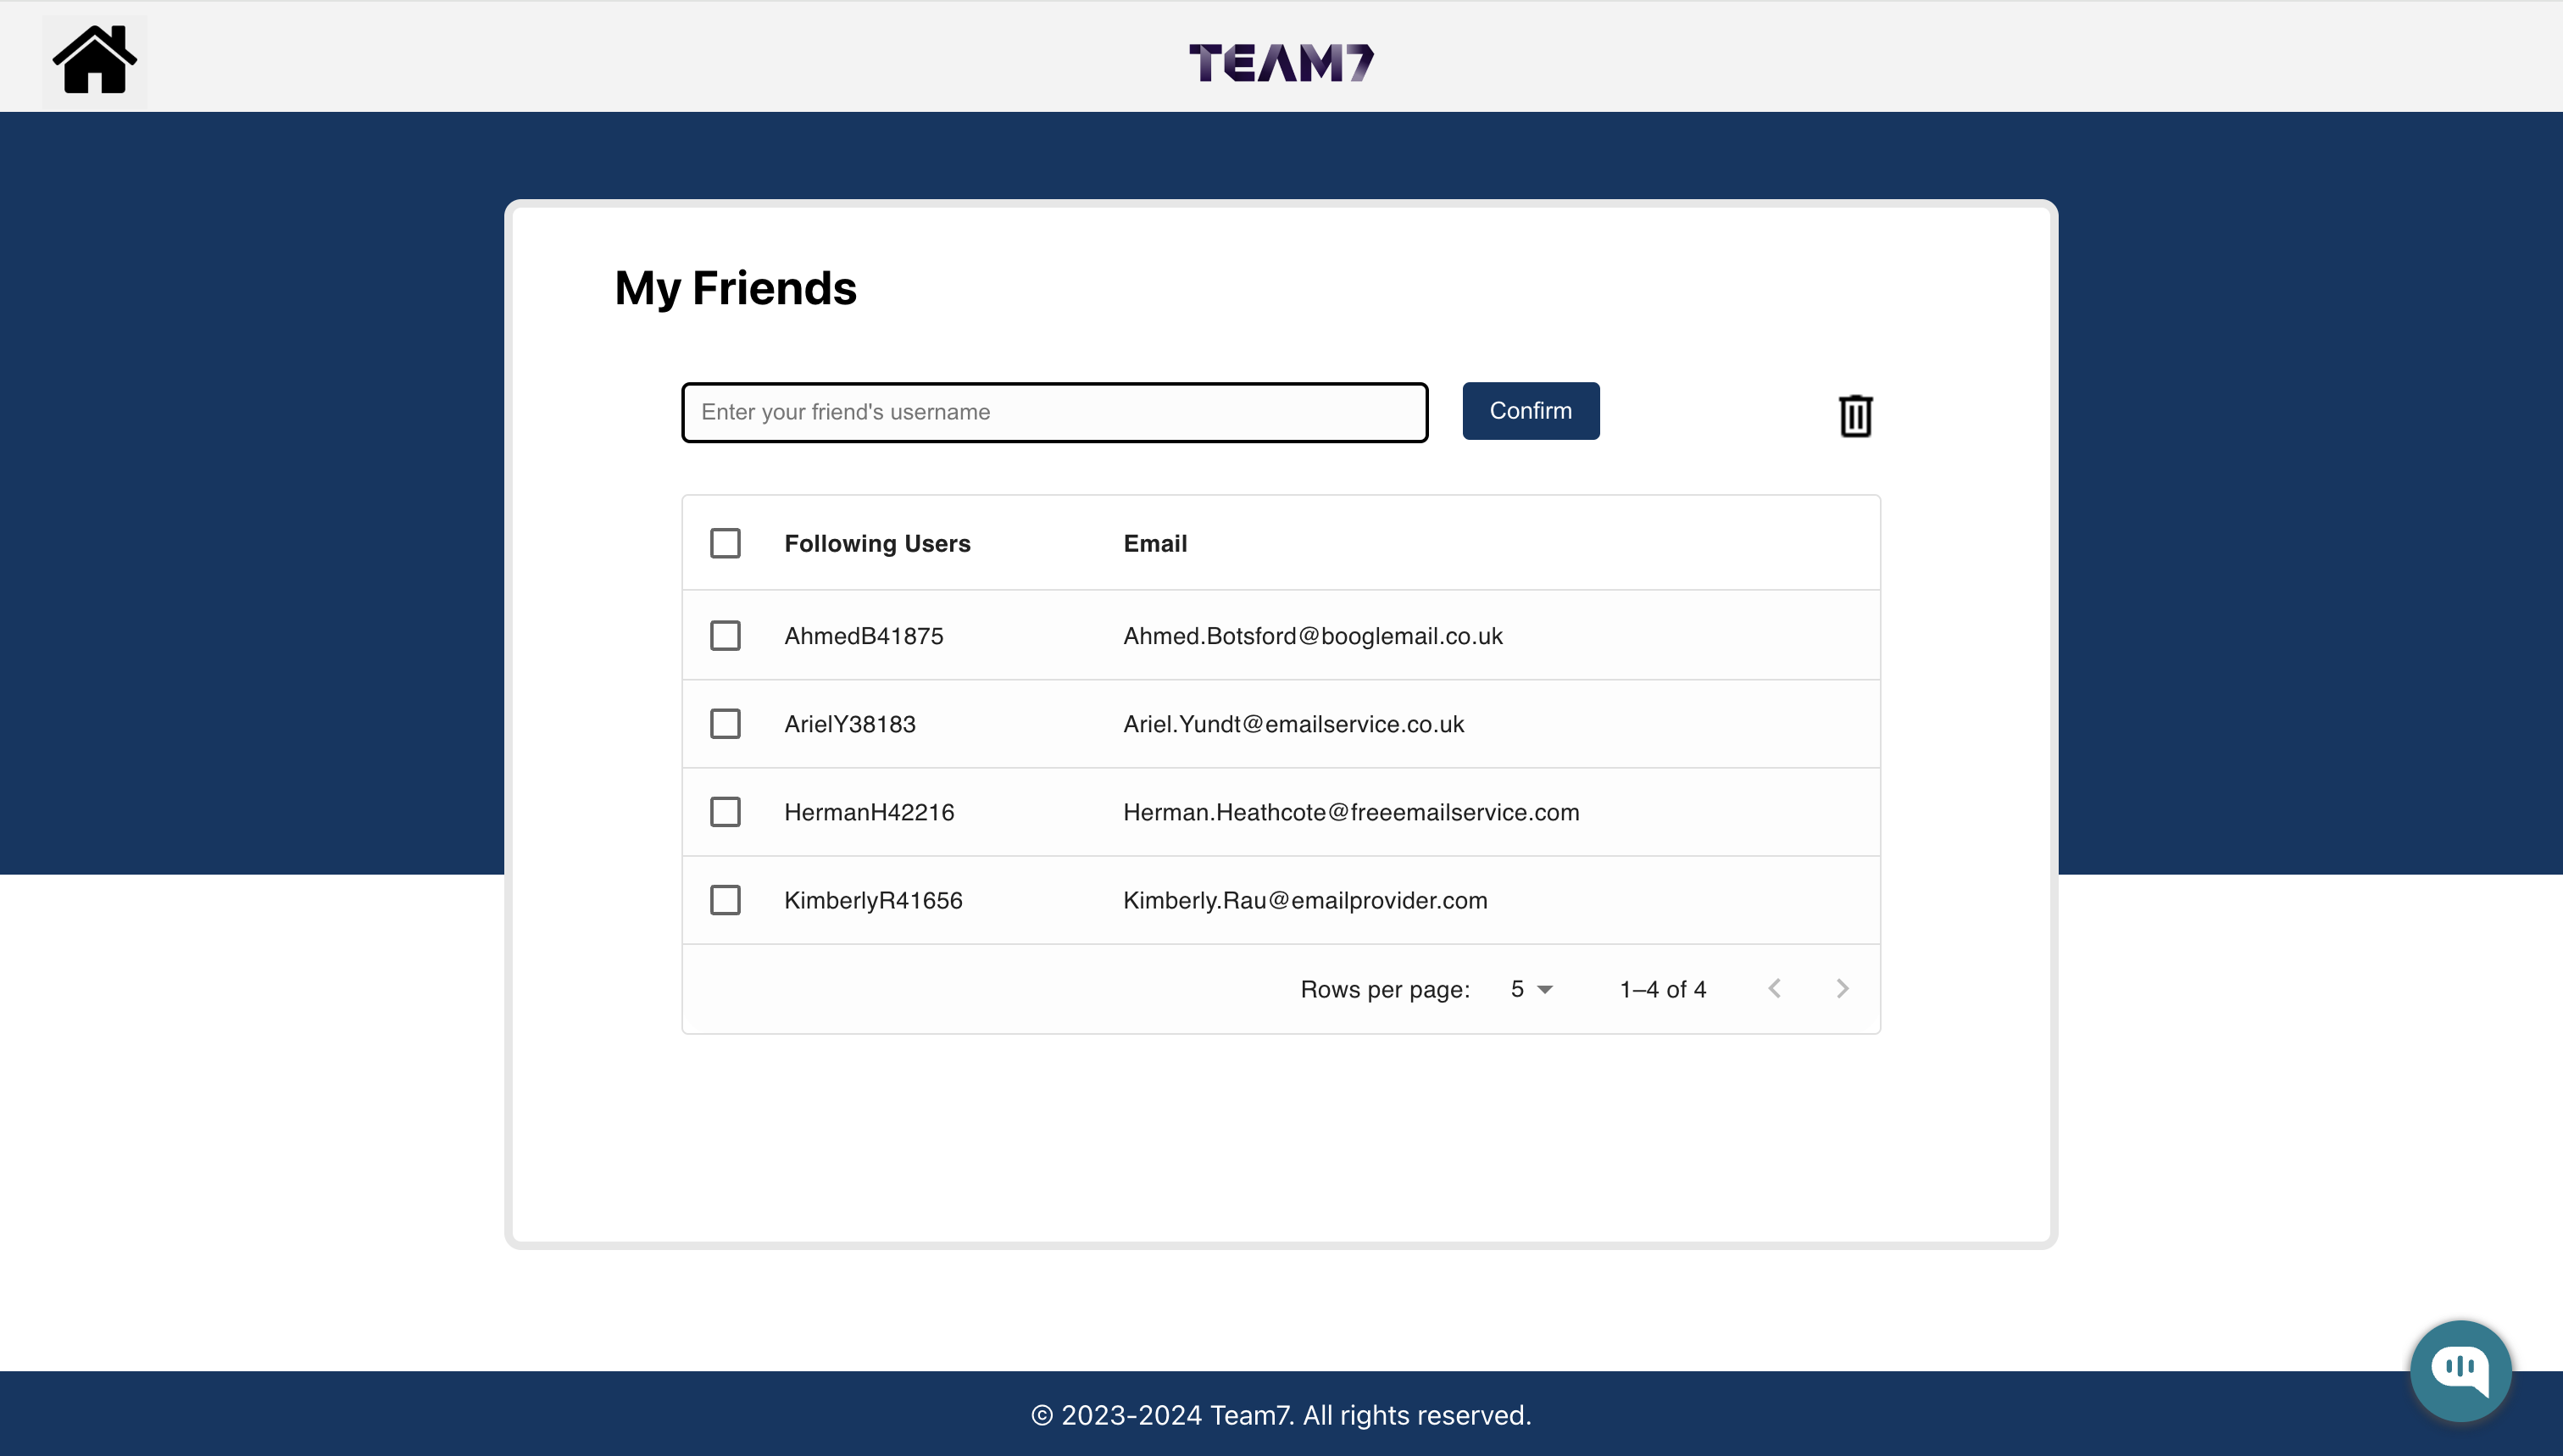 TEAM7
My Friends
Enter your friend's username
Confirm
Following Users Email
AhmedB41875 Ahmed.Botsford@booglemail.co.uk
ArielY38183 Ariel.Yundt@emailservice.co.uk
HermanH42216 Herman.Heathcote@freeemailservice.com
KimberlyR41656 Kimberly.Rau@emailprovider.com
Rows per page: 5 1–4 of 4
© 2023-2024 Team7. All rights reserved.